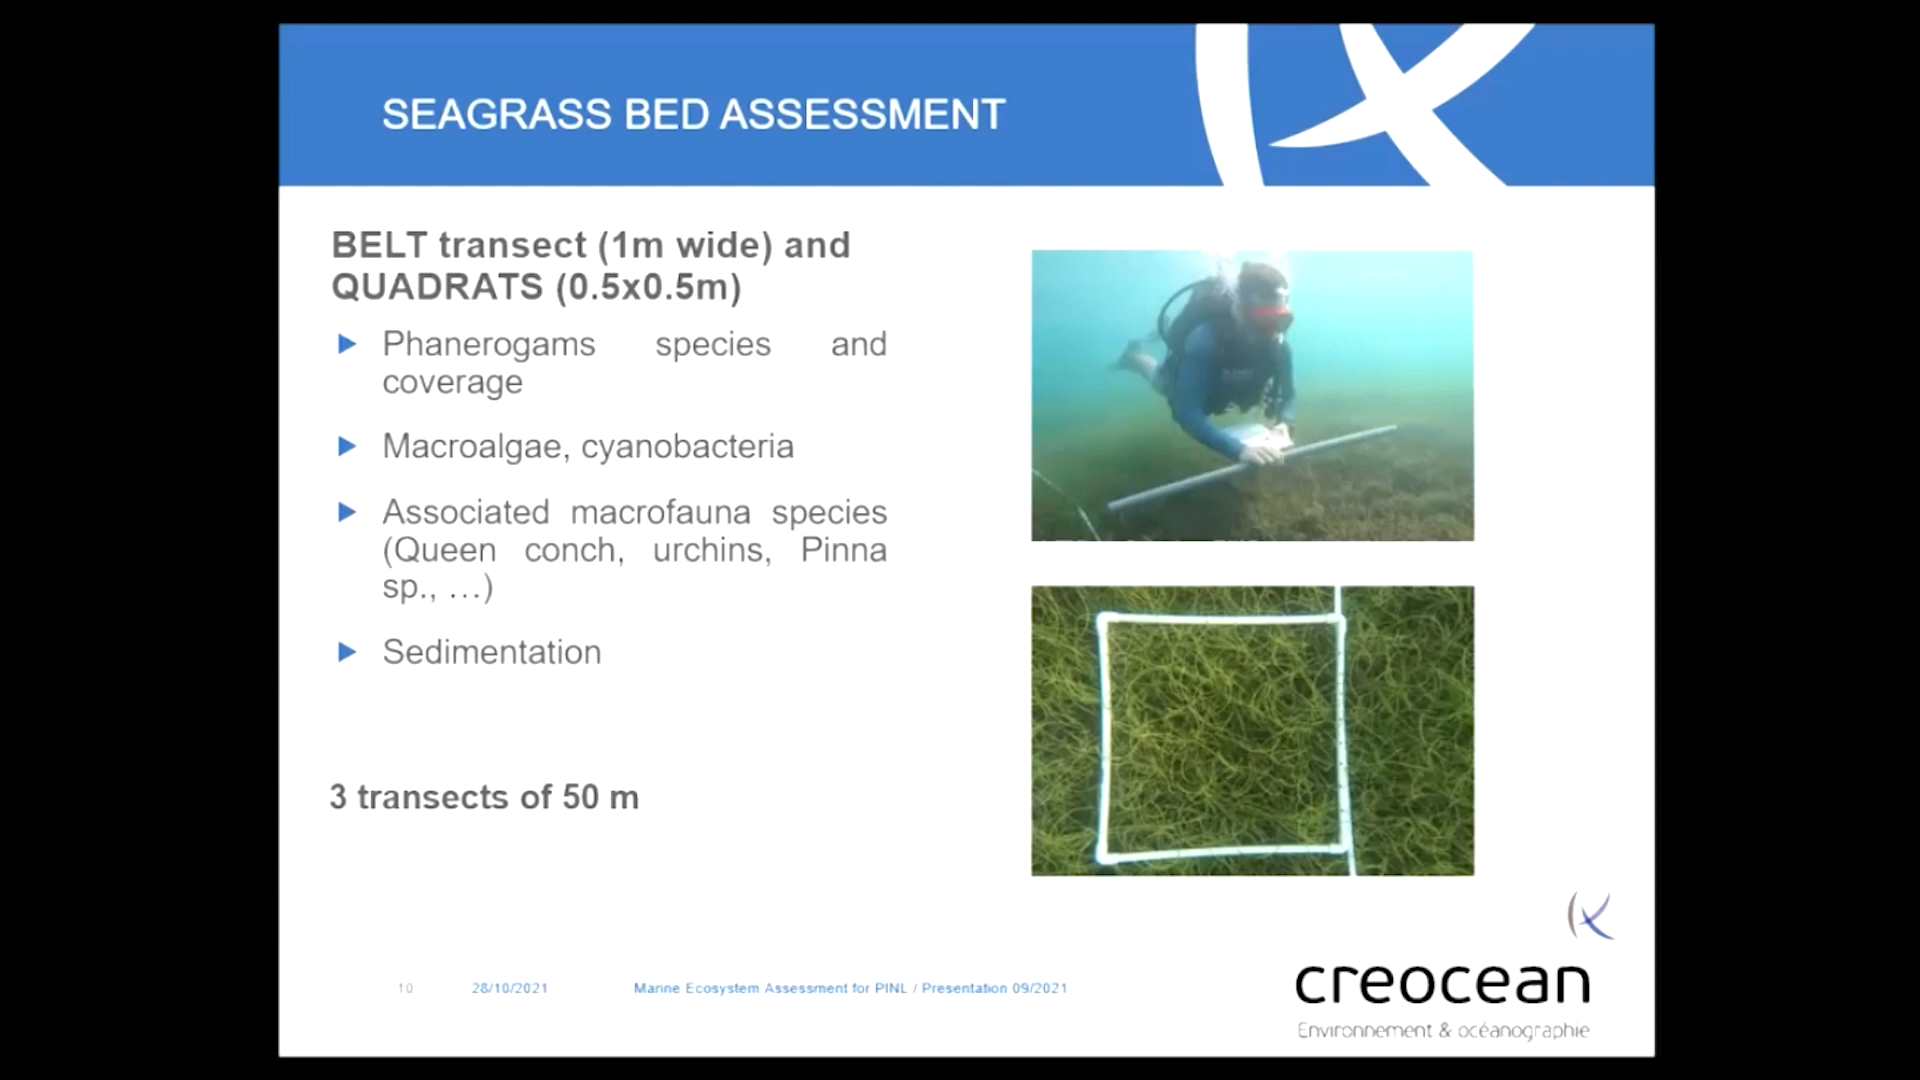 SEAGRASS BED ASSESSMENT
BELT transect (1m wide) and
QUADRATS (0.5x0.5m)
Phanerogams species and
coverage
Macroalgae, cyanobacteria
Associated macrofauna species
(Queen conch, urchins, Pinna
sp., …)
Sedimentation
3 transects of 50 m
10 28/10/2021 Marine Ecosystem Assessment for PINL / Presentation 09/2021
creocean
Environnement & océanographie